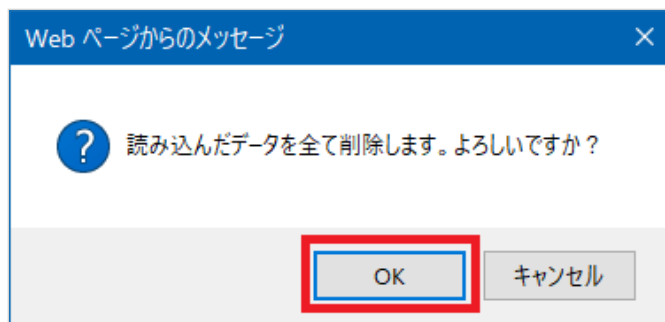 Web ページからのメッセージ
読み込んだデータを全て削除します。よろしいですか？
OK
キャンセル